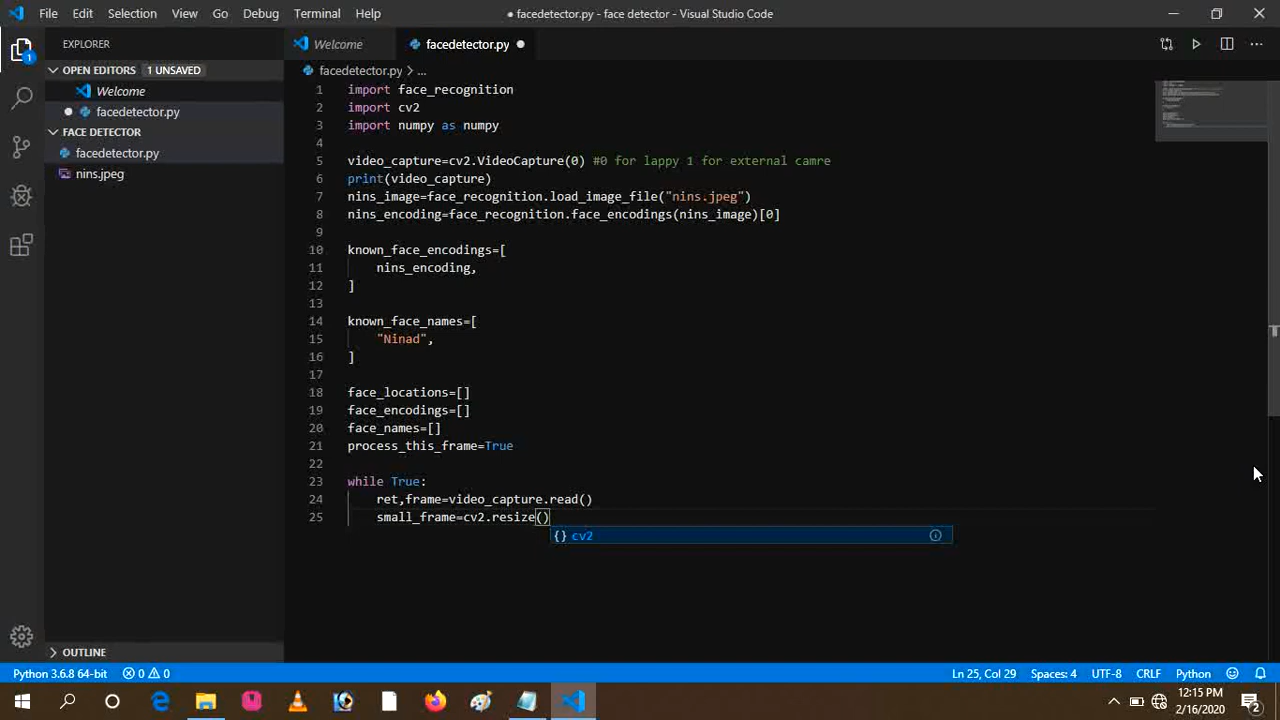 File Edit Selection View Go Debug Terminal Help
● facedetector.py - face detector - Visual Studio Code
EXPLORER
OPEN EDITORS 1 UNSAVED
Welcome
facedetector.py
FACE DETECTOR
facedetector.py
nins.jpeg
OUTLINE
1
Welcome
facedetector.py
facedetector.py > ...
1 import face_recognition
2 import cv2
3 import numpy as numpy
4
5 video_capture=cv2.VideoCapture(0) #0 for lappy 1 for external camre
6 print(video_capture)
7 nins_image=face_recognition.load_image_file("nins.jpeg")
8 nins_encoding=face_recognition.face_encodings(nins_image)[0]
9
10 known_face_encodings=[
11 nins_encoding,
12 ]
13
14 known_face_names=[
15 "Ninad",
16 ]
17
18 face_locations=[]
19 face_encodings=[]
20 face_names=[]
21 process_this_frame=True
22
23 while True:
24 ret,frame=video_capture.read()
25 small_frame=cv2.resize()
{} cv2
Python 3.6.8 64-bit 0 0
Ln 25, Col 29 Spaces: 4 UTF-8 CRLF Python
12:15 PM
2/16/2020
2